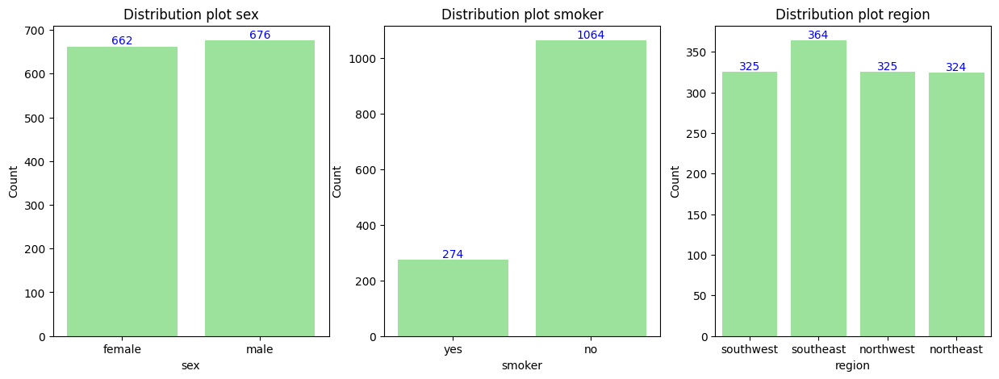 Distribution plot sex
700
600
500
400
300
200
100
0
Count
662
676
female
male
sex
Distribution plot smoker
1000
800
600
400
200
0
Count
274
1064
yes
no
smoker
Distribution plot region
350
300
250
200
150
100
50
0
Count
325
364
325
324
southwest
southeast
northwest
northeast
region